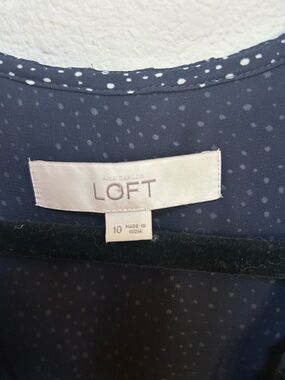 ANN TAYLOR
LOFT
10 MADE IN
INDIA